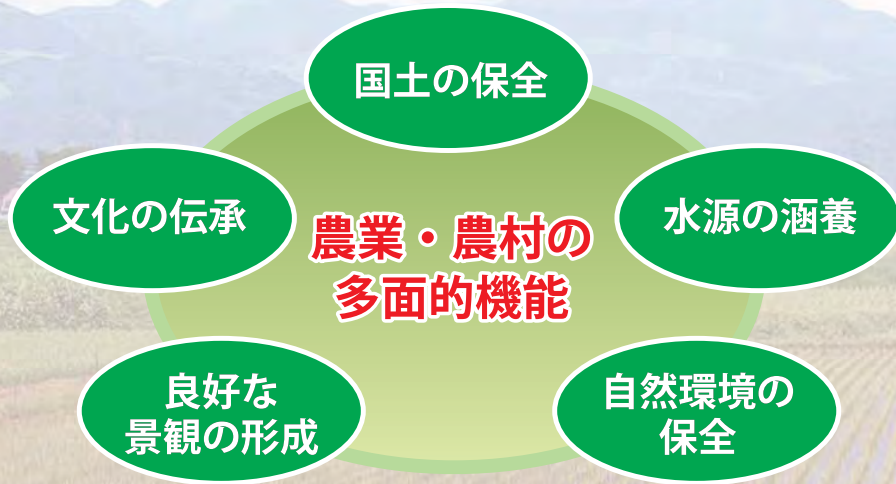 国土の保全
文化の伝承
水源の涵養
農業・農村の
多面的機能
良好な
景観の形成
自然環境の
保全